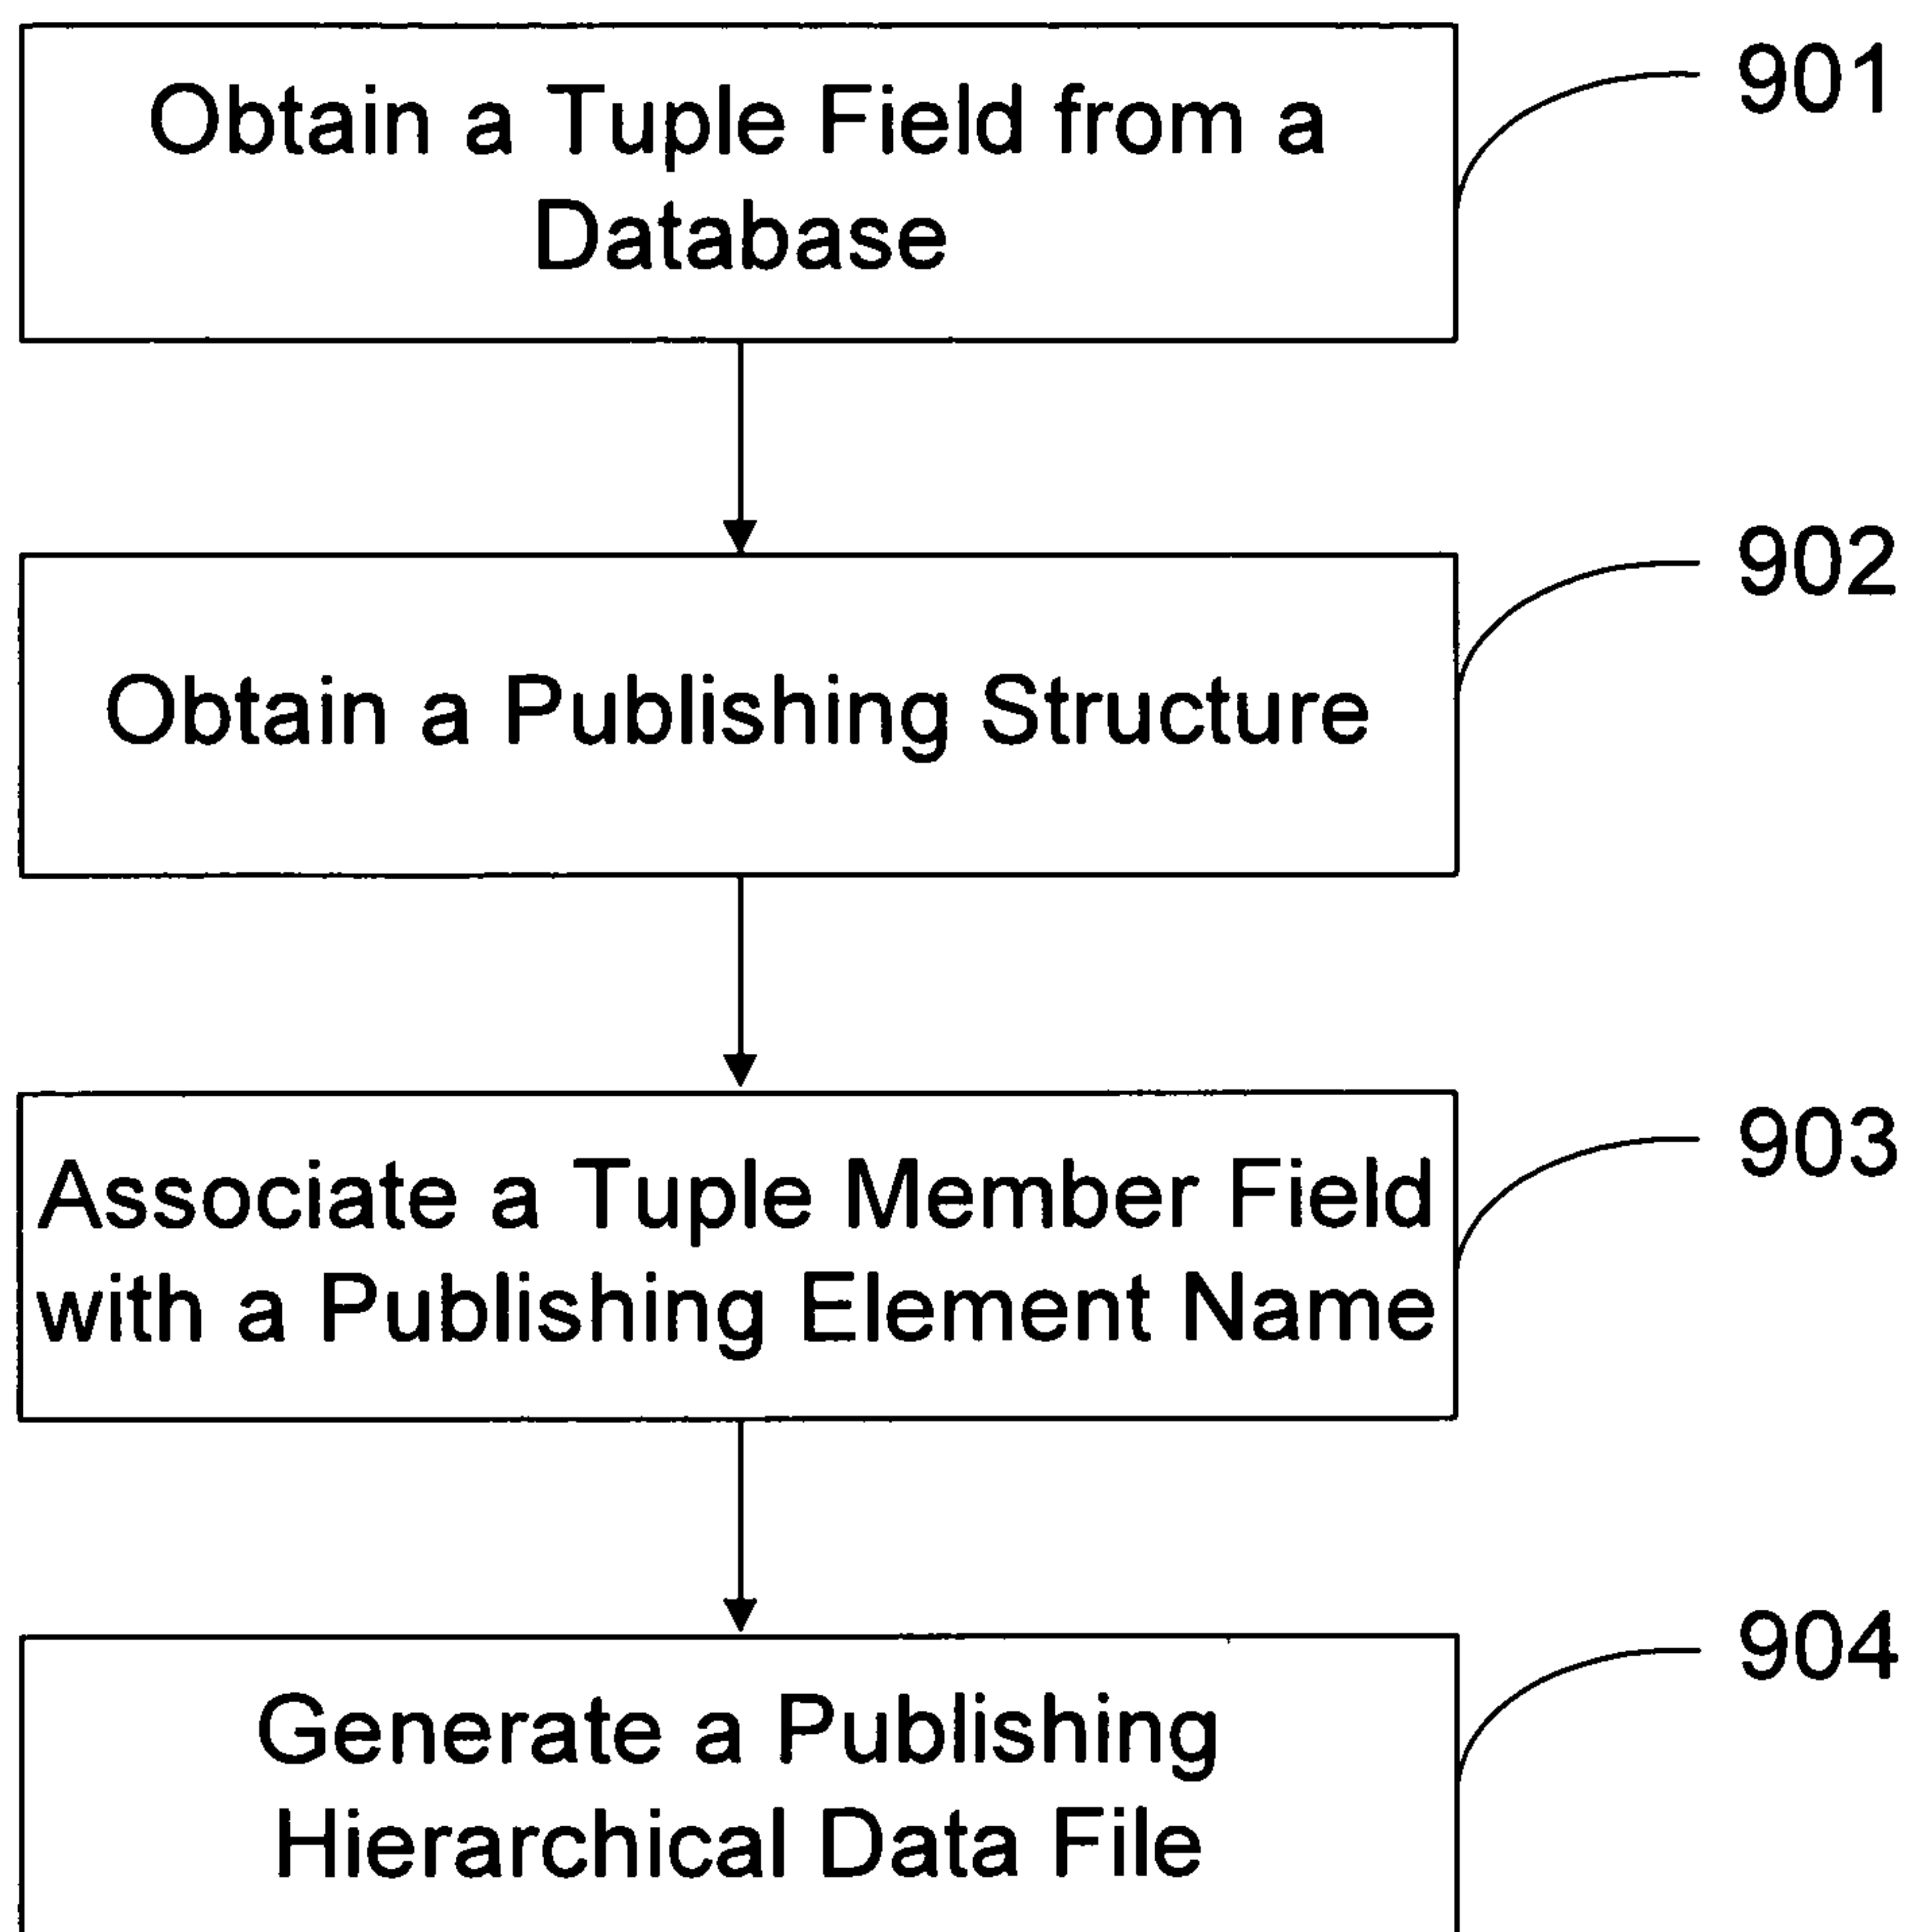 Obtain a Tuple Field from a
Database
901
Obtain a Publishing Structure
902
Associate a Tuple Member Field
with a Publishing Element Name
903
Generate a Publishing
Hierarchical Data File
904